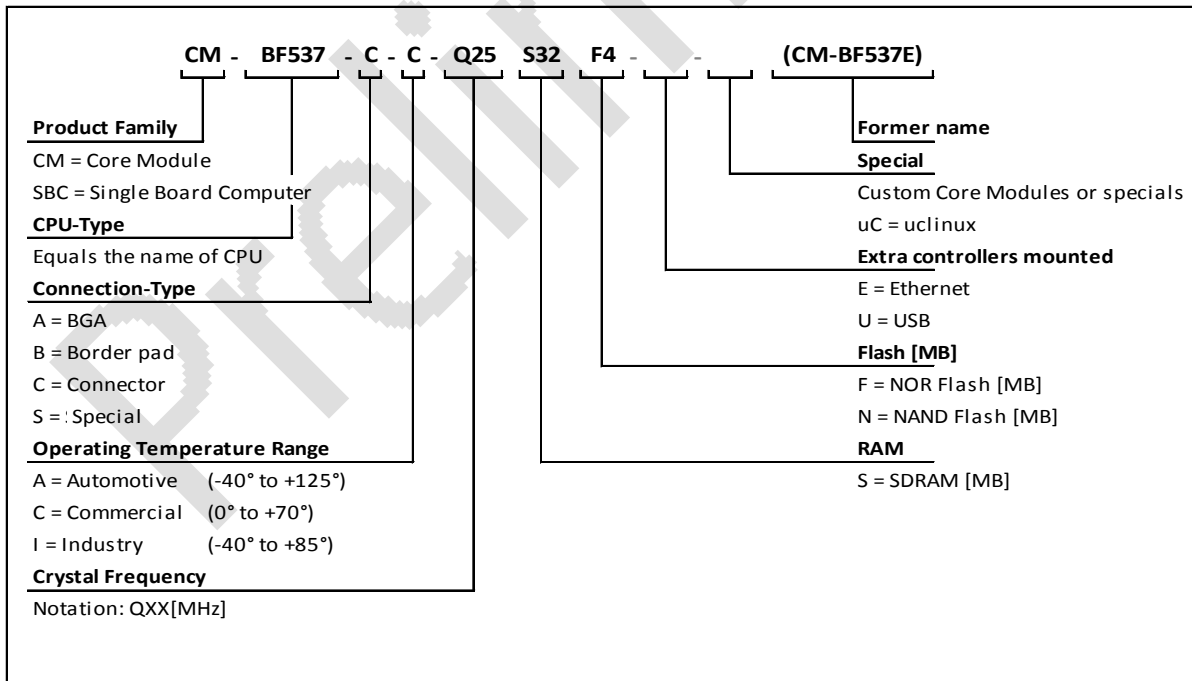 CM - BF537 - C - C - Q25 S32 F4 - - (CM-BF537E)
Product Family
CM = Core Module
SBC = Single Board Computer
CPU-Type
Equals the name of CPU
Connection-Type
A = BGA
B = Border pad
C = Connector
S = Special
Operating Temperature Range
A = Automotive (-40° to +125°)
C = Commercial (0° to +70°)
I = Industry (-40° to +85°)
Crystal Frequency
Notation: QXX[MHz]
Former name
Special
Custom Core Modules or specials
uC = uclinux
Extra controllers mounted
E = Ethernet
U = USB
Flash [MB]
F = NOR Flash [MB]
N = NAND Flash [MB]
RAM
S = SDRAM [MB]
Prelim